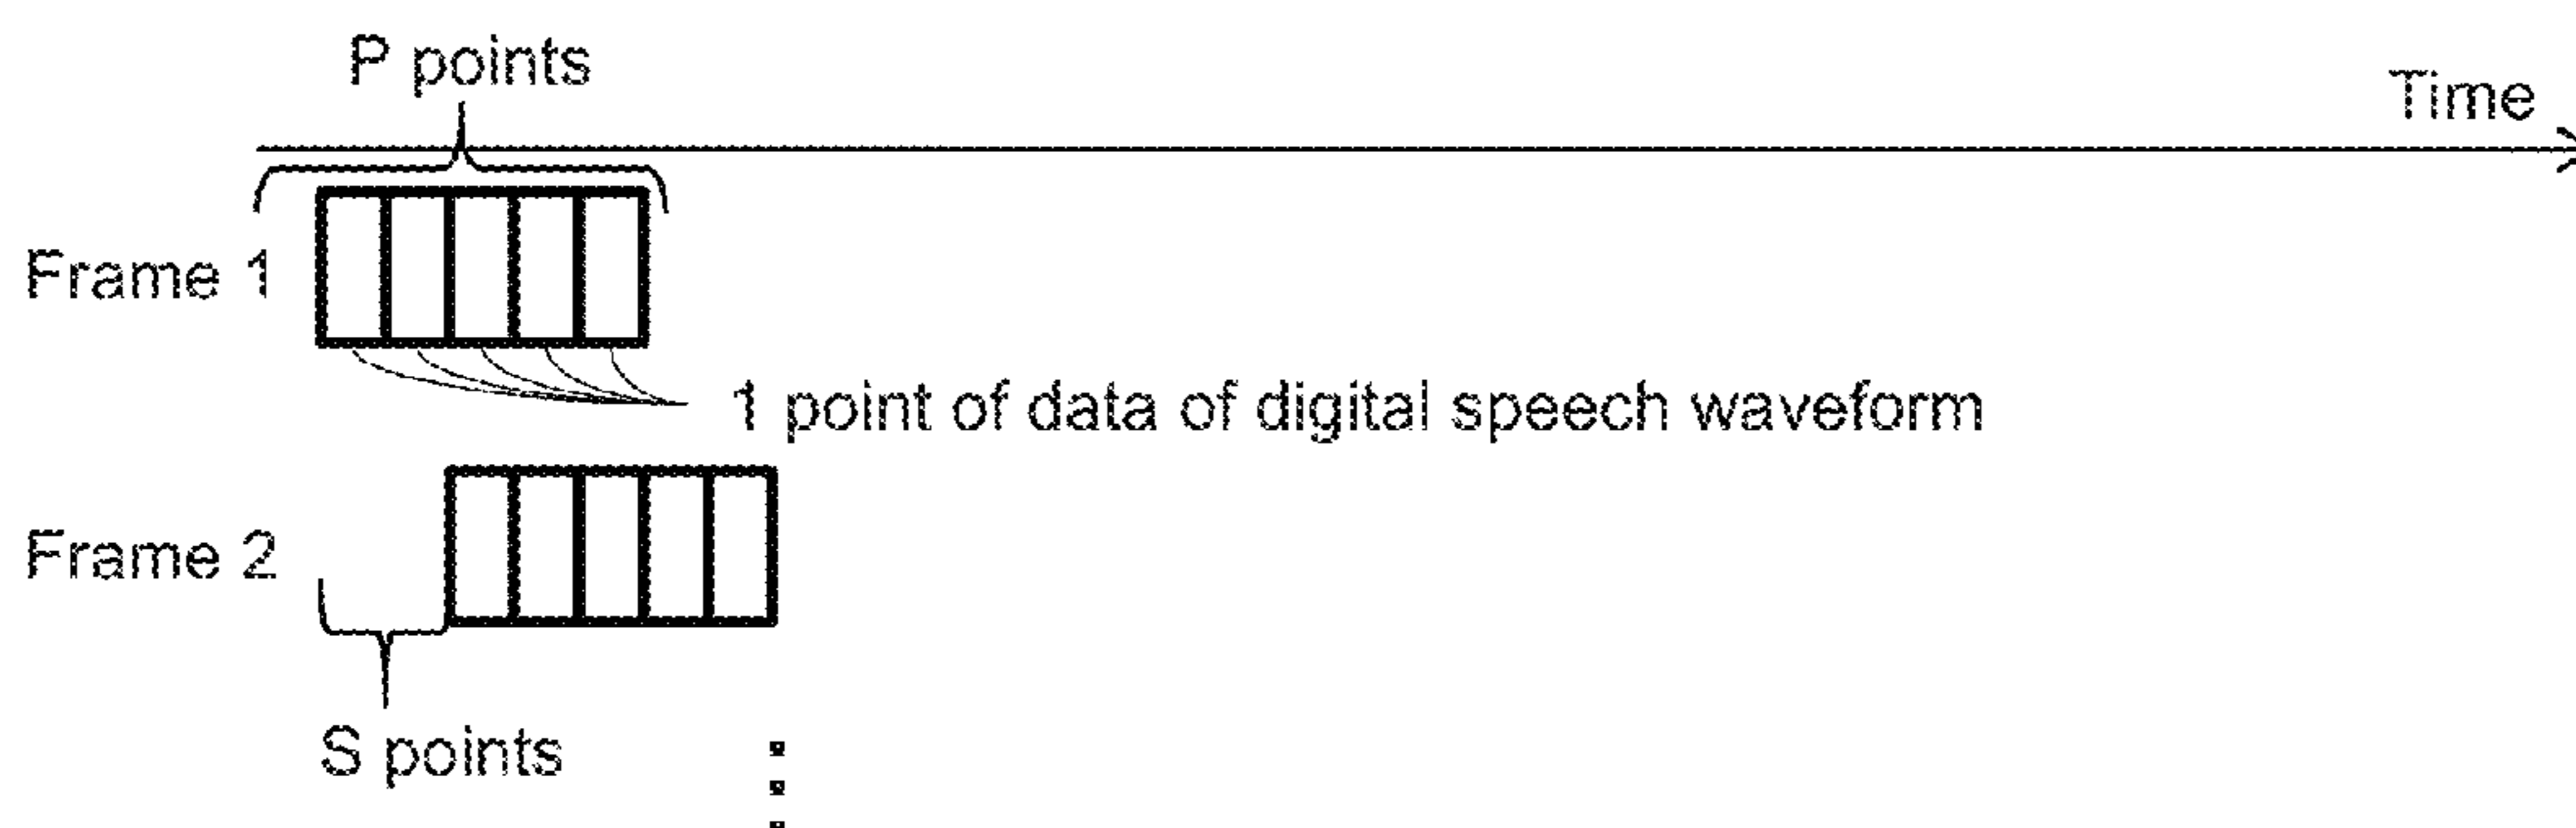 P points
Time
Frame 1
1 point of data of digital speech waveform
Frame 2
S points